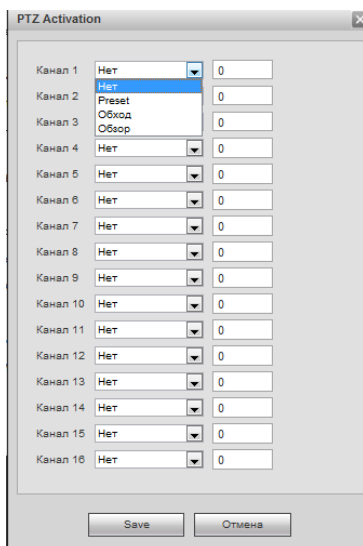 PTZ Activation
Канал 1 Нет 0
Нет
Канал 2 Preset 0
Обход
Канал 3 Обзор 0
Канал 4 Нет 0
Канал 5 Нет 0
Канал 6 Нет 0
Канал 7 Нет 0
Канал 8 Нет 0
Канал 9 Нет 0
Канал 10 Нет 0
Канал 11 Нет 0
Канал 12 Нет 0
Канал 13 Нет 0
Канал 14 Нет 0
Канал 15 Нет 0
Канал 16 Нет 0
Save Отмена